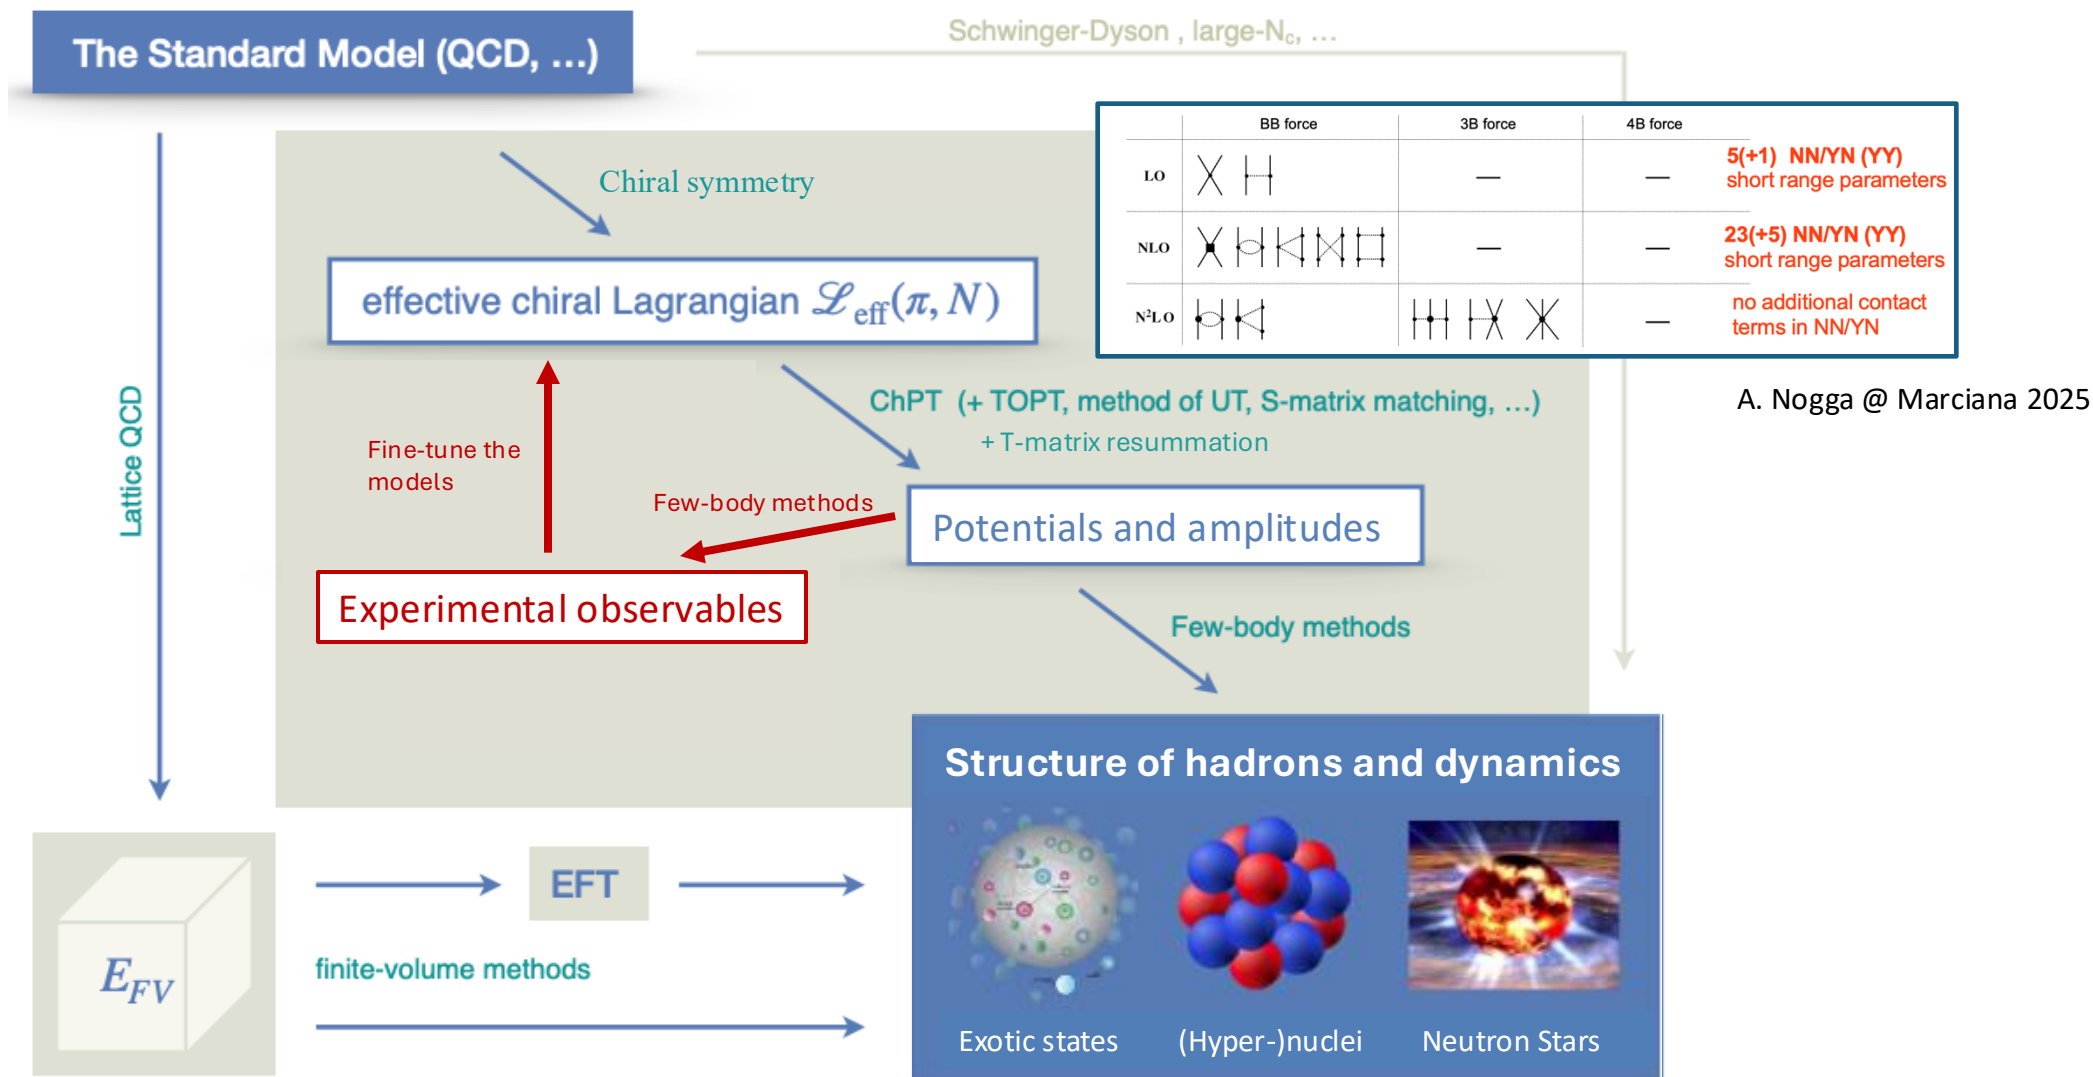 The Standard Model (QCD, ...)
Schwinger-Dyson , large-Nc, ...
BB force 3B force 4B force
LO — — 5(+1) NN/YN (YY)
short range parameters
NLO — — 23(+5) NN/YN (YY)
short range parameters
N²LO — no additional contact
terms in NN/YN
A. Nogga @ Marciana 2025
Chiral symmetry
effective chiral Lagrangian ℒeff(π, N)
ChPT (+ TOPT, method of UT, S-matrix matching, ...)
+ T-matrix resummation
Lattice QCD
Fine-tune the
models
Few-body methods
Potentials and amplitudes
Experimental observables
Few-body methods
Structure of hadrons and dynamics
EFT
finite-volume methods
EFV
Exotic states (Hyper-)nuclei Neutron Stars